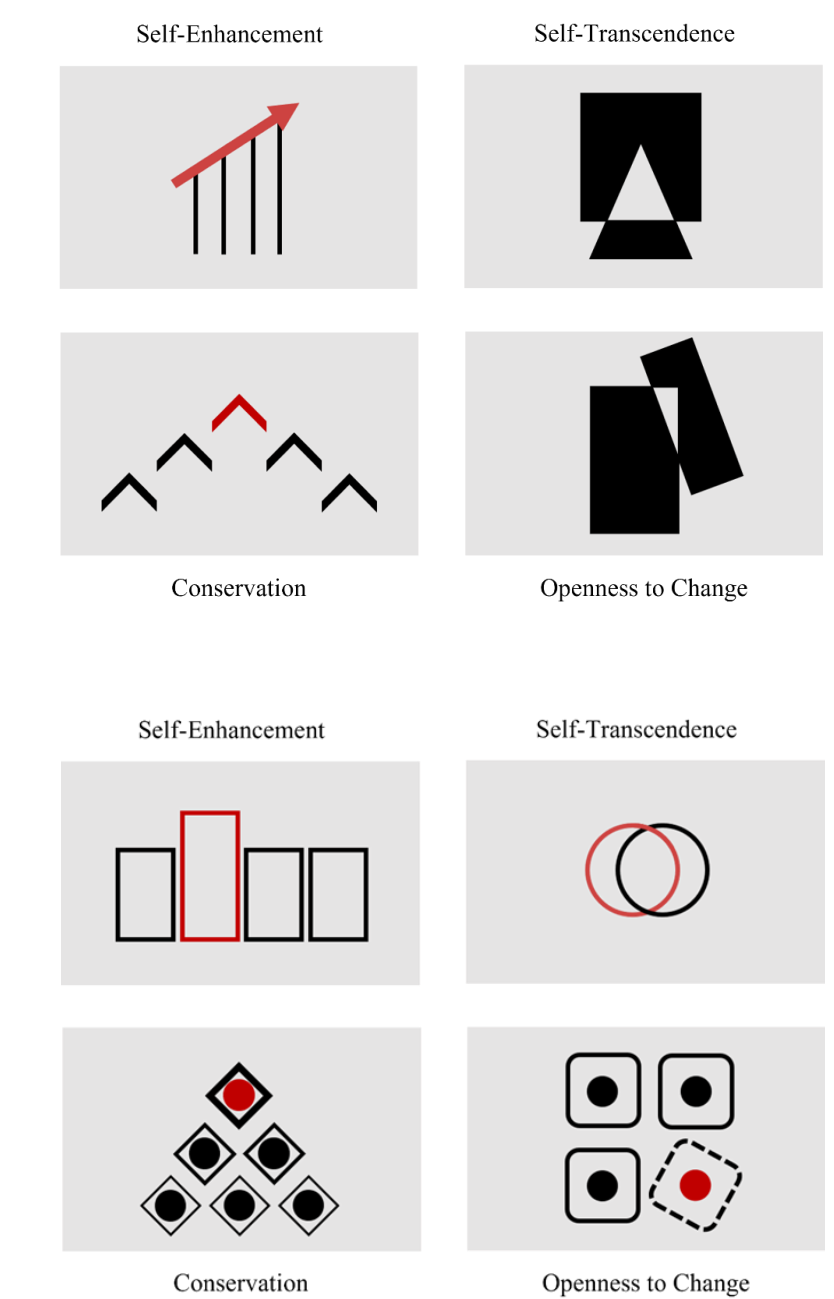 Self-Enhancement
Self-Transcendence
Conservation
Openness to Change
Self-Enhancement
Self-Transcendence
Conservation
Openness to Change